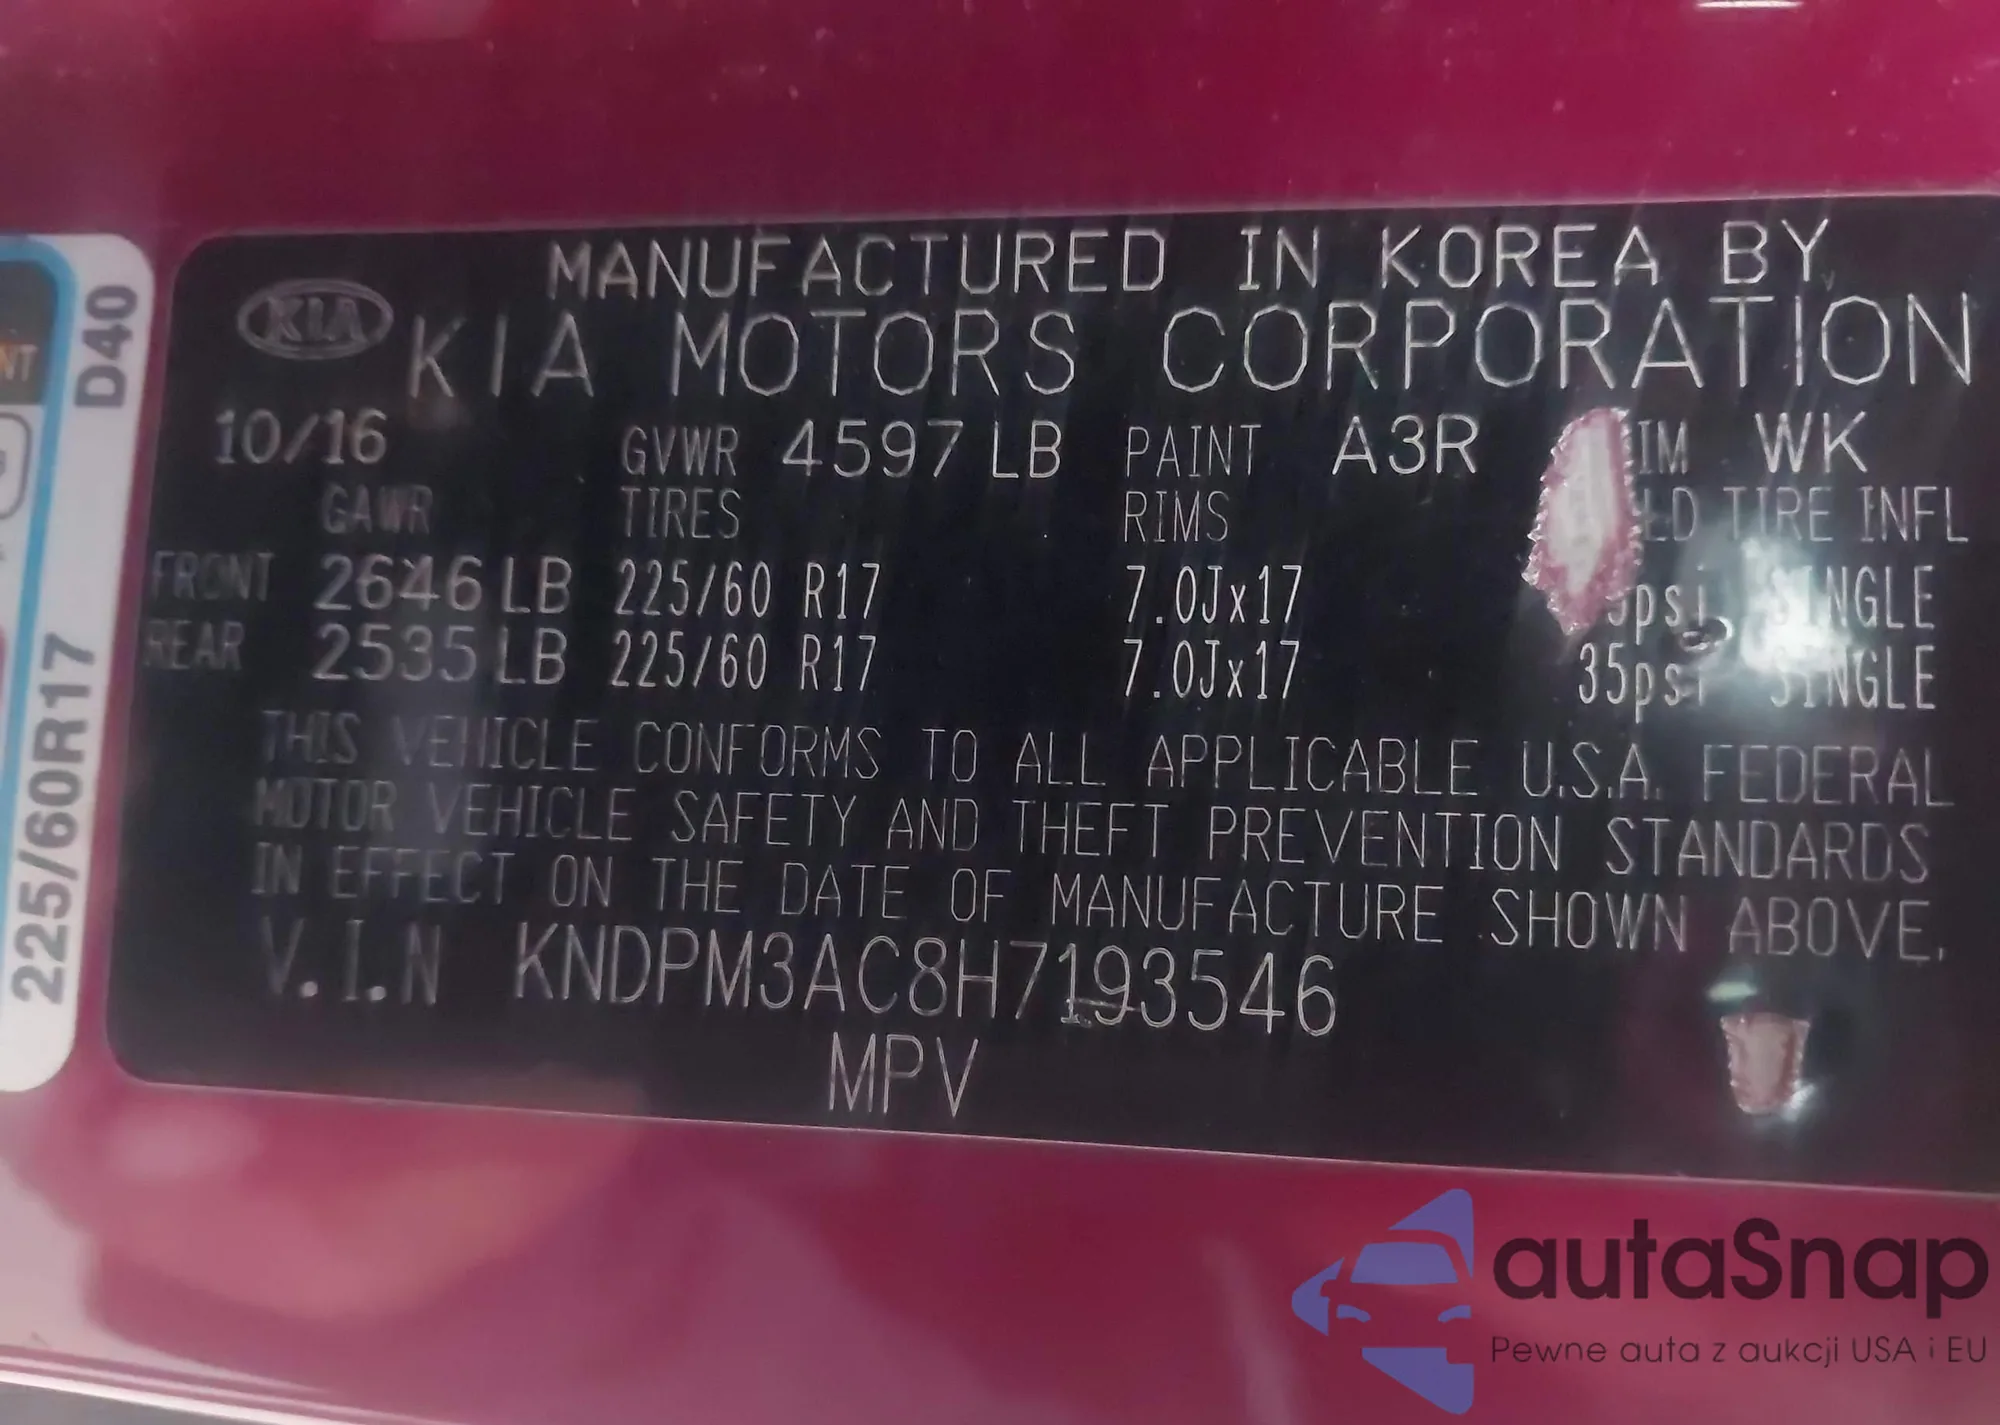 MANUFACTURED IN KOREA BY
KIA KIA MOTORS CORPORATION
10/16 GVWR 4597 LB PAINT A3R IM WK
GAWR TIRES RIMS LD TIRE INFL
FRONT 2646 LB 225/60 R17 7.0Jx17 5psi SINGLE
REAR 2535 LB 225/60 R17 7.0Jx17 35psi SINGLE
THIS VEHICLE CONFORMS TO ALL APPLICABLE U.S.A. FEDERAL
MOTOR VEHICLE SAFETY AND THEFT PREVENTION STANDARDS
IN EFFECT ON THE DATE OF MANUFACTURE SHOWN ABOVE.
V.I.N KNDPM3AC8H7193546
MPV
225/60R17 D40
NT
autaSnap
Pewne auta z aukcji USA i EU